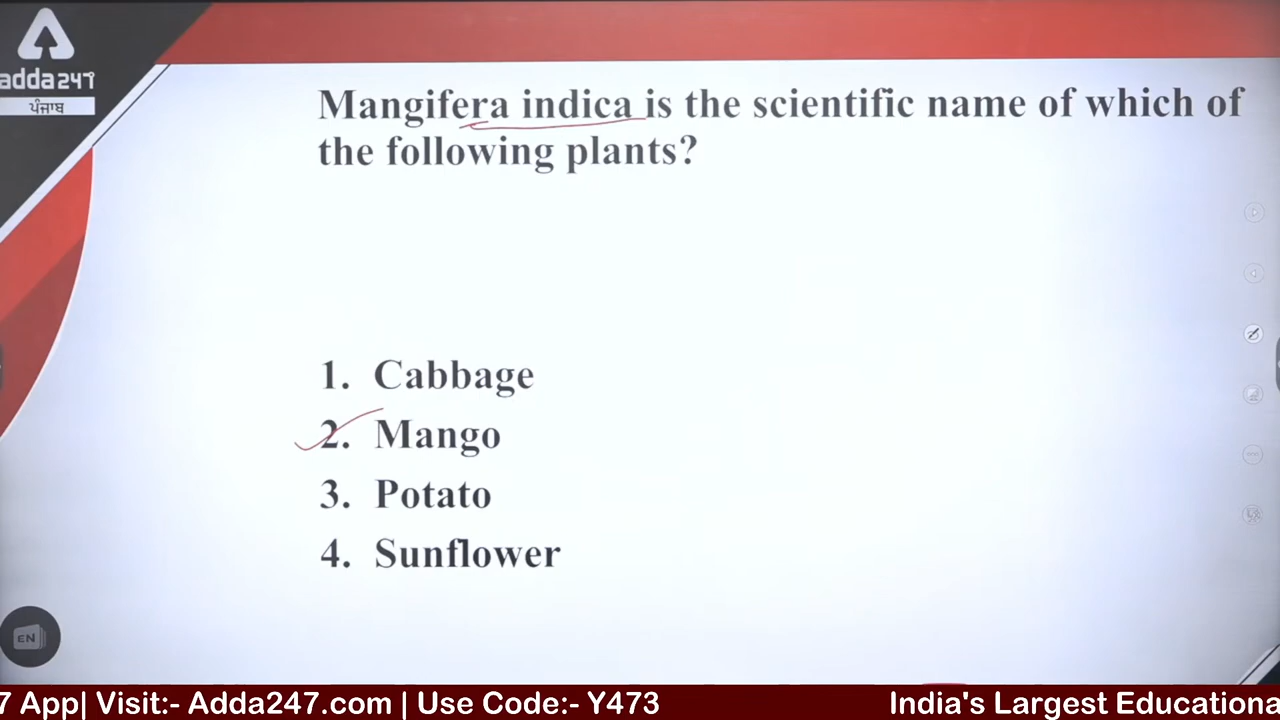 adda247
ਪੰਜਾਬ
Mangifera indica is the scientific name of which of
the following plants?
1. Cabbage
2. Mango
3. Potato
4. Sunflower
EN
7 App| Visit:- Adda247.com | Use Code:- Y473 India's Largest Educationa